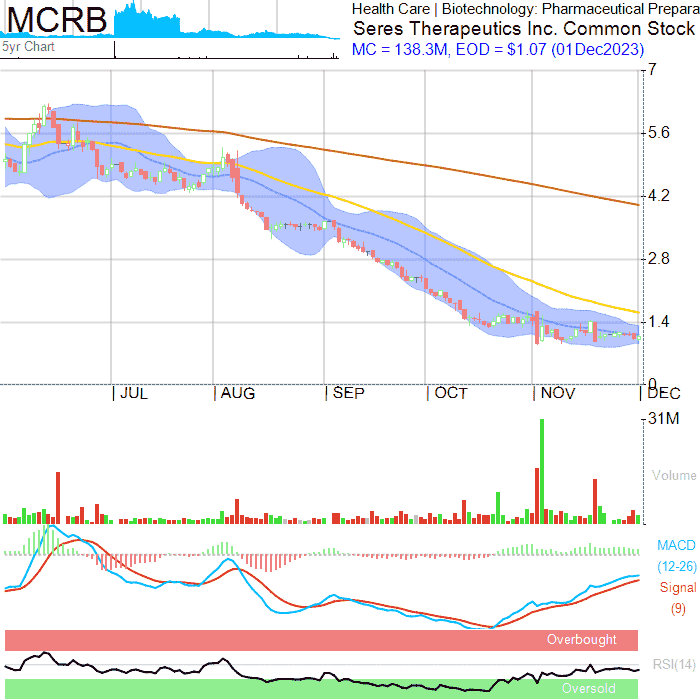 MCRB
5yr Chart
Health Care | Biotechnology: Pharmaceutical Prepara
Seres Therapeutics Inc. Common Stock
MC = 138.3M, EOD = $1.07 (01Dec2023)
7
5.6
4.2
2.8
1.4
0
JUL
AUG
SEP
OCT
NOV
DEC
31M
Volume
MACD
(12-26)
Signal
(9)
Overbought
RSI(14)
Oversold